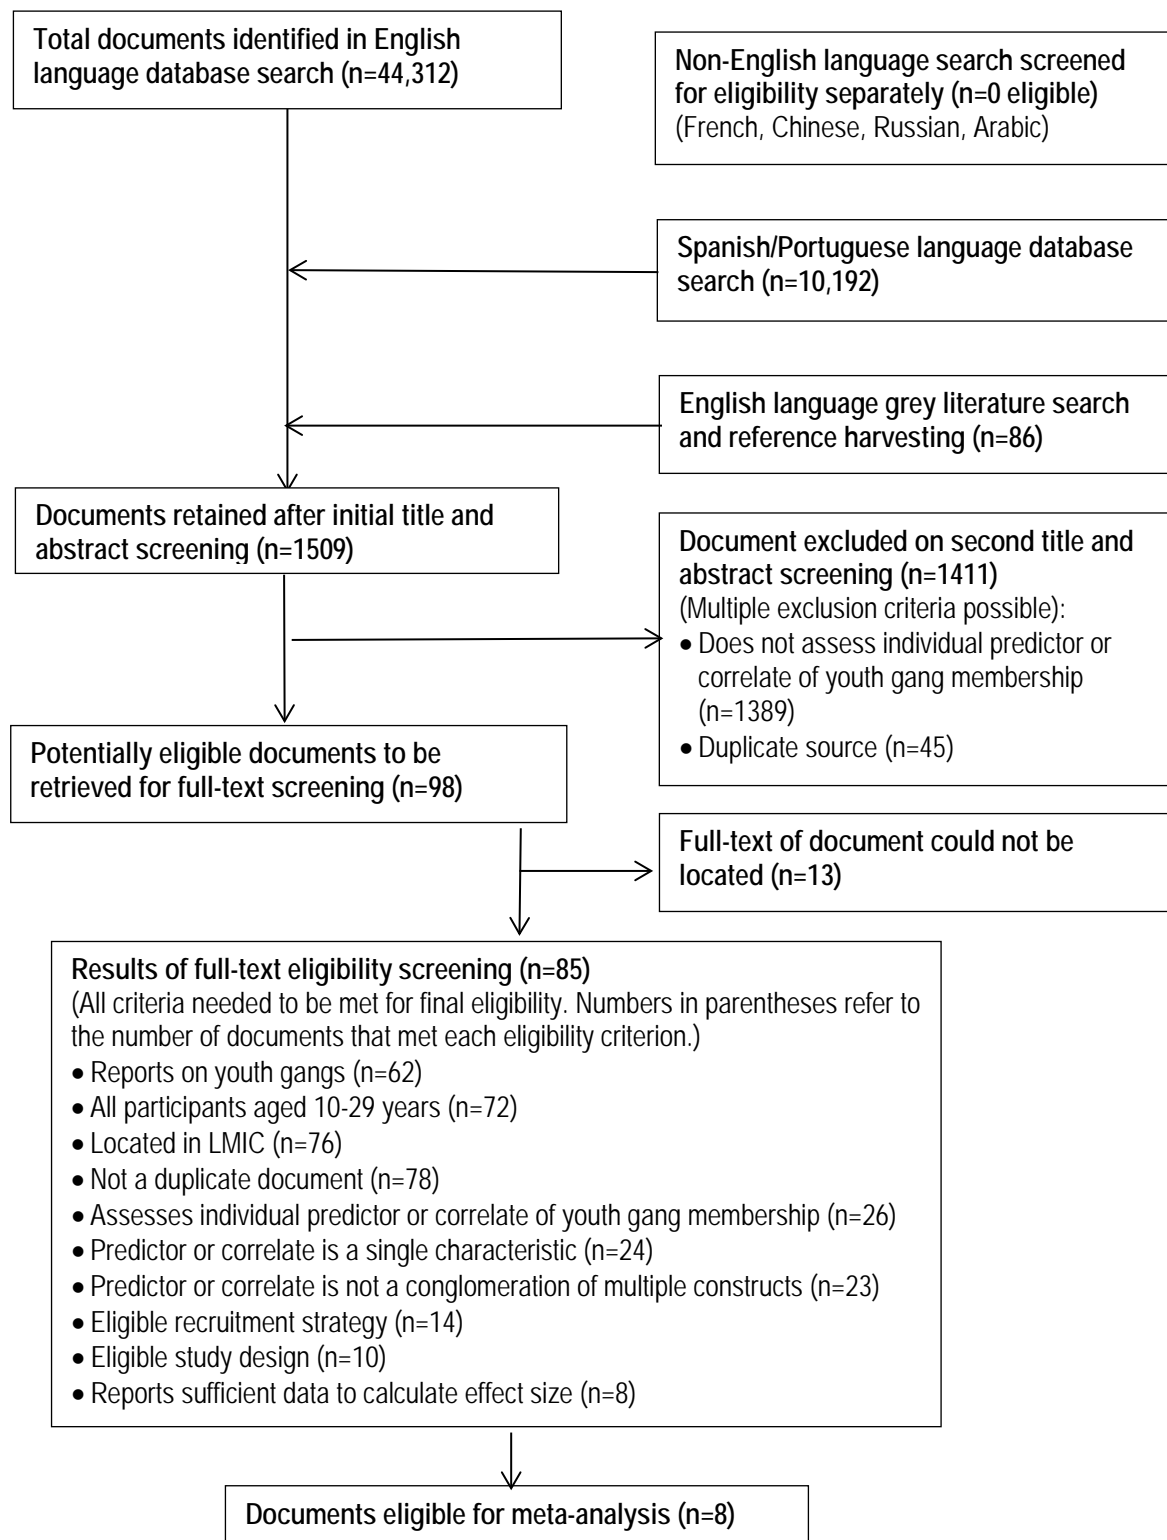 Total documents identified in English
language database search (n=44,312)
Non-English language search screened
for eligibility separately (n=0 eligible)
(French, Chinese, Russian, Arabic)
Spanish/Portuguese language database
search (n=10,192)
English language grey literature search
and reference harvesting (n=86)
Documents retained after initial title and
abstract screening (n=1509)
Document excluded on second title and
abstract screening (n=1411)
(Multiple exclusion criteria possible):
• Does not assess individual predictor or
correlate of youth gang membership
(n=1389)
• Duplicate source (n=45)
Potentially eligible documents to be
retrieved for full-text screening (n=98)
Full-text of document could not be
located (n=13)
Results of full-text eligibility screening (n=85)
(All criteria needed to be met for final eligibility. Numbers in parentheses refer to
the number of documents that met each eligibility criterion.)
• Reports on youth gangs (n=62)
• All participants aged 10-29 years (n=72)
• Located in LMIC (n=76)
• Not a duplicate document (n=78)
• Assesses individual predictor or correlate of youth gang membership (n=26)
• Predictor or correlate is a single characteristic (n=24)
• Predictor or correlate is not a conglomeration of multiple constructs (n=23)
• Eligible recruitment strategy (n=14)
• Eligible study design (n=10)
• Reports sufficient data to calculate effect size (n=8)
Documents eligible for meta-analysis (n=8)